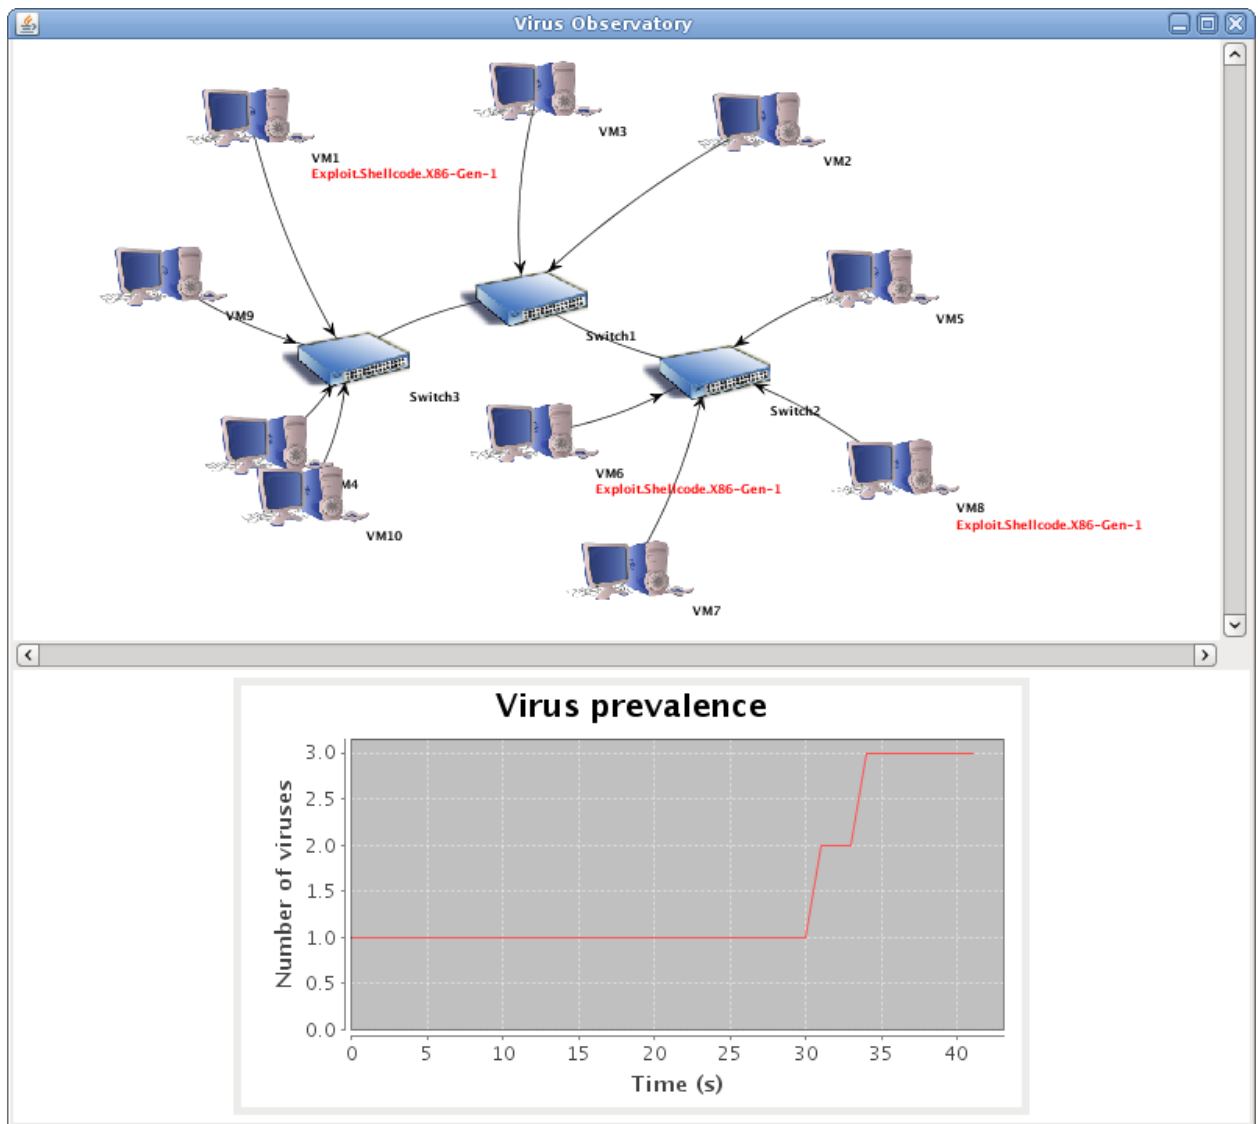 Virus Observatory
VM3
VM1
Exploit.Shellcode.X86-Gen-1
VM2
VM9
VM5
Switch1
Switch3
Switch2
VM6
Exploit.Shellcode.X86-Gen-1
M4
VM10
VM8
Exploit.Shellcode.X86-Gen-1
VM7
Virus prevalence
Number of viruses
3.0
2.5
2.0
1.5
1.0
0.5
0.0
0 5 10 15 20 25 30 35 40
Time (s)